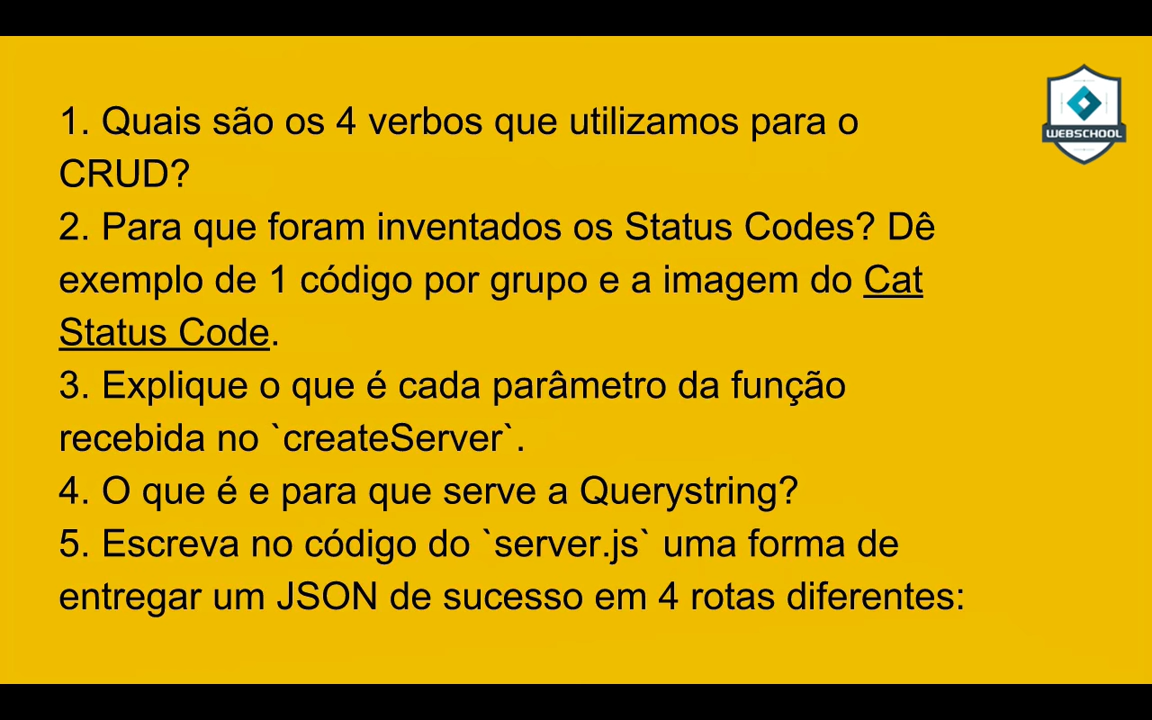 1. Quais são os 4 verbos que utilizamos para o
CRUD?
2. Para que foram inventados os Status Codes? Dê
exemplo de 1 código por grupo e a imagem do Cat
Status Code.
3. Explique o que é cada parâmetro da função
recebida no `createServer`.
4. O que é e para que serve a Querystring?
5. Escreva no código do `server.js` uma forma de
entregar um JSON de sucesso em 4 rotas diferentes:
WEBSCHOOL